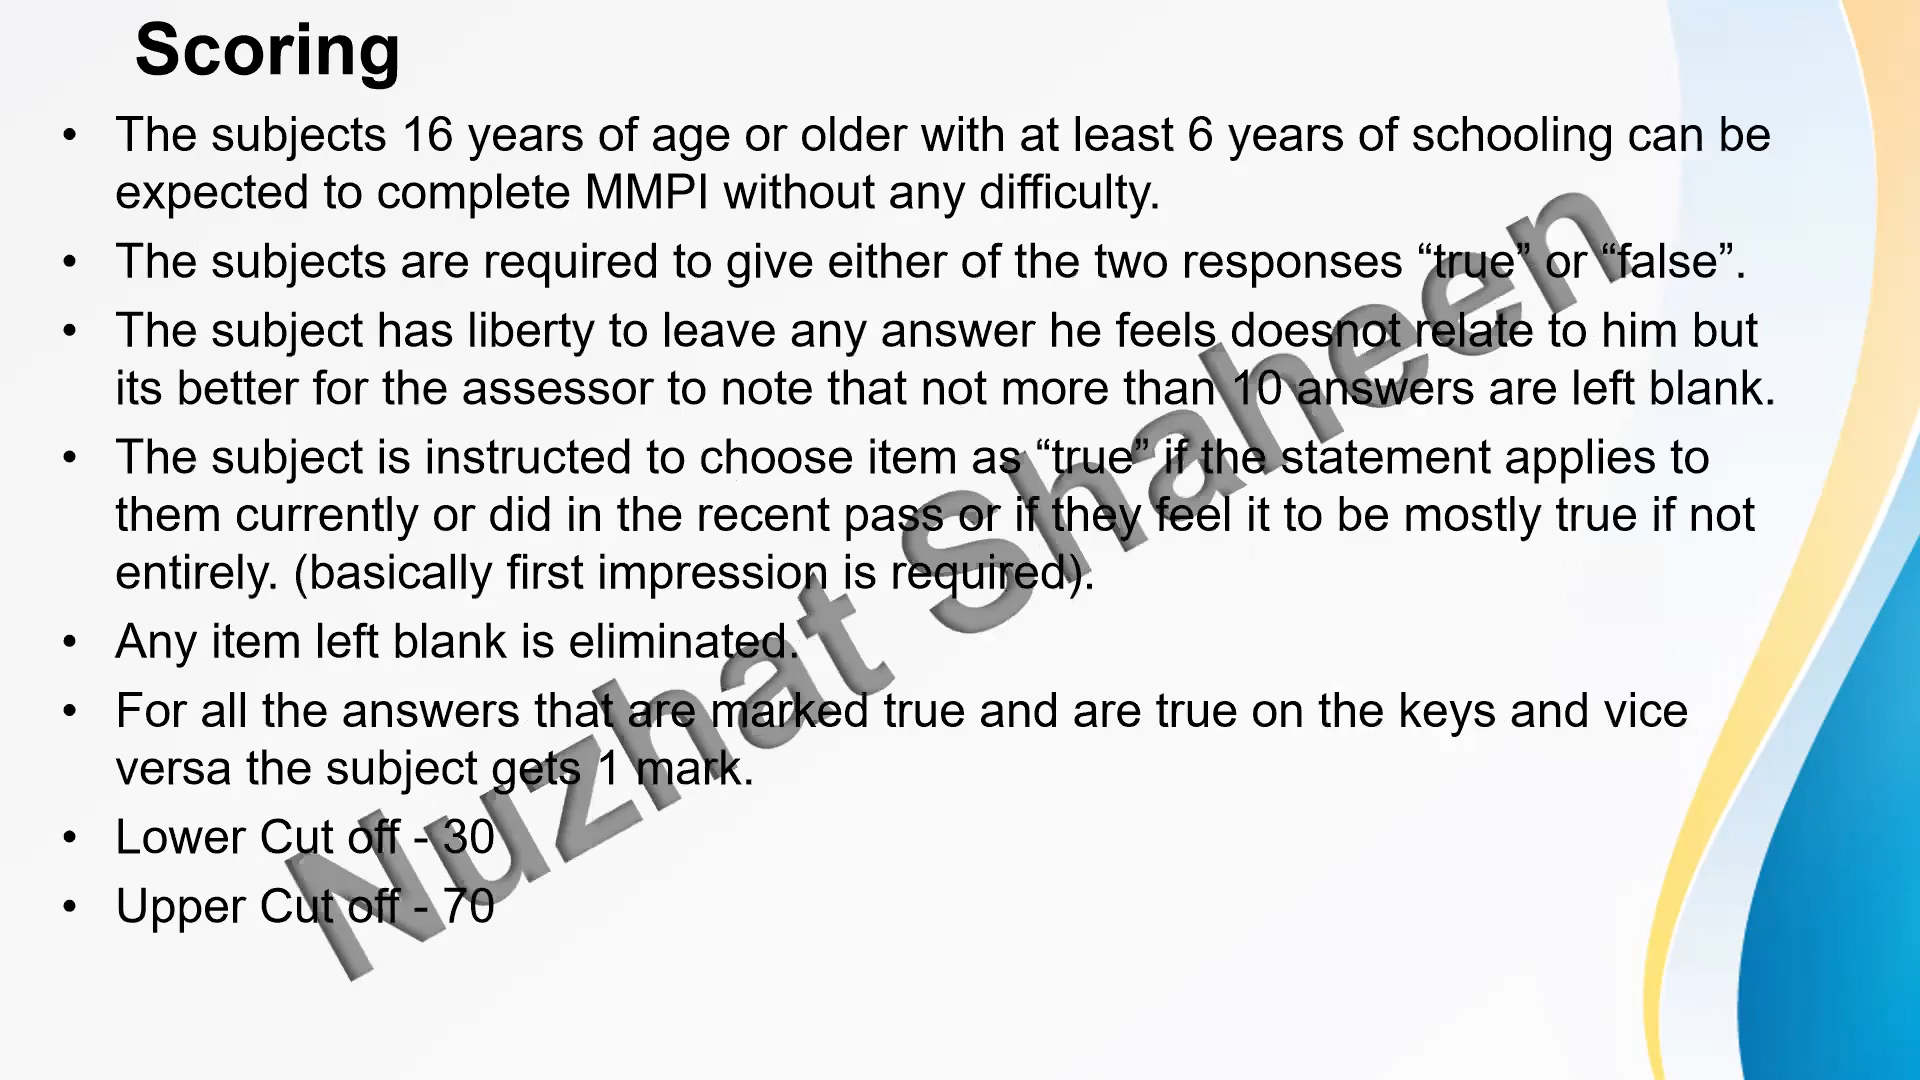 Scoring
• The subjects 16 years of age or older with at least 6 years of schooling can be
expected to complete MMPI without any difficulty.
• The subjects are required to give either of the two responses “true” or “false”.
• The subject has liberty to leave any answer he feels doesnot relate to him but
its better for the assessor to note that not more than 10 answers are left blank.
• The subject is instructed to choose item as “true” if the statement applies to
them currently or did in the recent pass or if they feel it to be mostly true if not
entirely. (basically first impression is required).
• Any item left blank is eliminated.
• For all the answers that are marked true and are true on the keys and vice
versa the subject gets 1 mark.
• Lower Cut off - 30
• Upper Cut off - 70
Nuzhat Shaheen